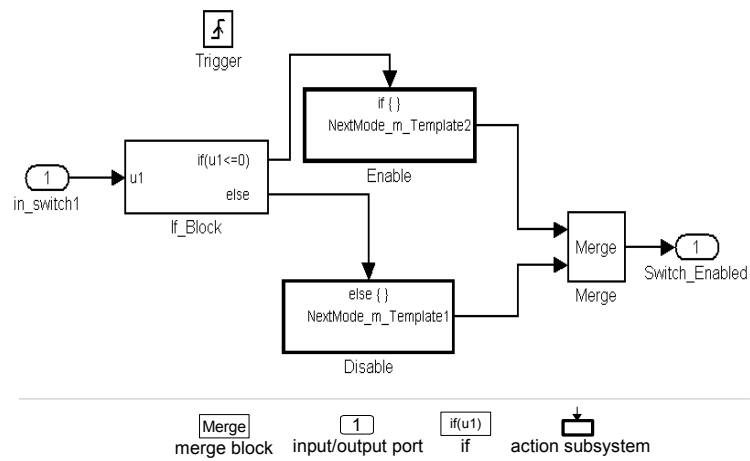 Trigger
if { }
NextMode_m_Template2
Enable
1
in_switch1
u1
if(u1<=0)
else
If_Block
Merge
Merge
1
Switch_Enabled
else { }
NextMode_m_Template1
Disable
Merge
merge block
1
input/output port
if(u1)
if
action subsystem